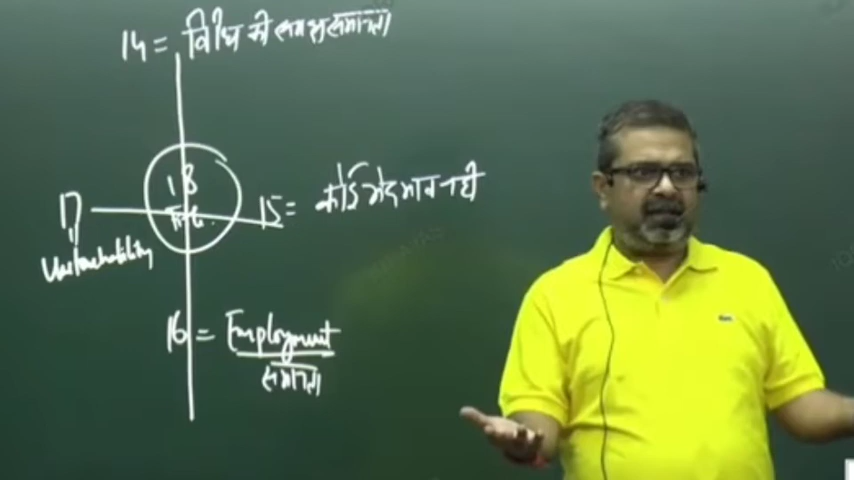 14 = विधि के समक्ष समानता
18
17
15 = कोई भेदभाव नहीं
Untouchability
16 = Employment
समानता